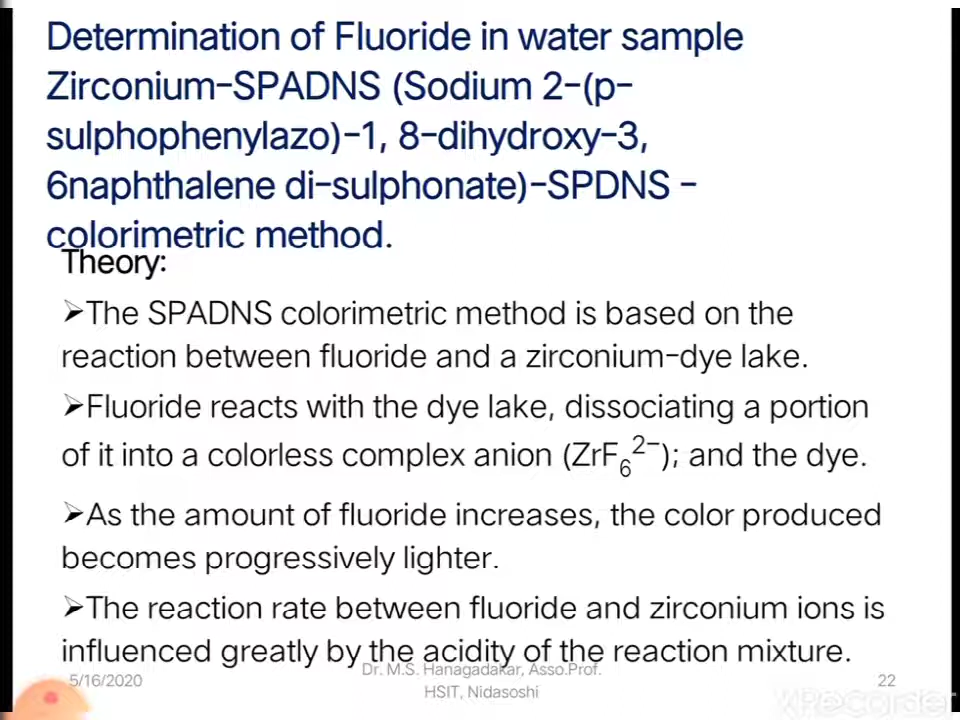 Determination of Fluoride in water sample
Zirconium-SPADNS (Sodium 2-(p-
sulphophenylazo)-1, 8-dihydroxy-3,
6naphthalene di-sulphonate)-SPDNS -
colorimetric method.
Theory:
➢The SPADNS colorimetric method is based on the
reaction between fluoride and a zirconium-dye lake.
➢Fluoride reacts with the dye lake, dissociating a portion
of it into a colorless complex anion (ZrF₆²⁻); and the dye.
➢As the amount of fluoride increases, the color produced
becomes progressively lighter.
➢The reaction rate between fluoride and zirconium ions is
influenced greatly by the acidity of the reaction mixture.
5/16/2020
Dr. M.S. Hanagadakar, Asso.Prof.
HSIT, Nidasoshi
22
XRecorder